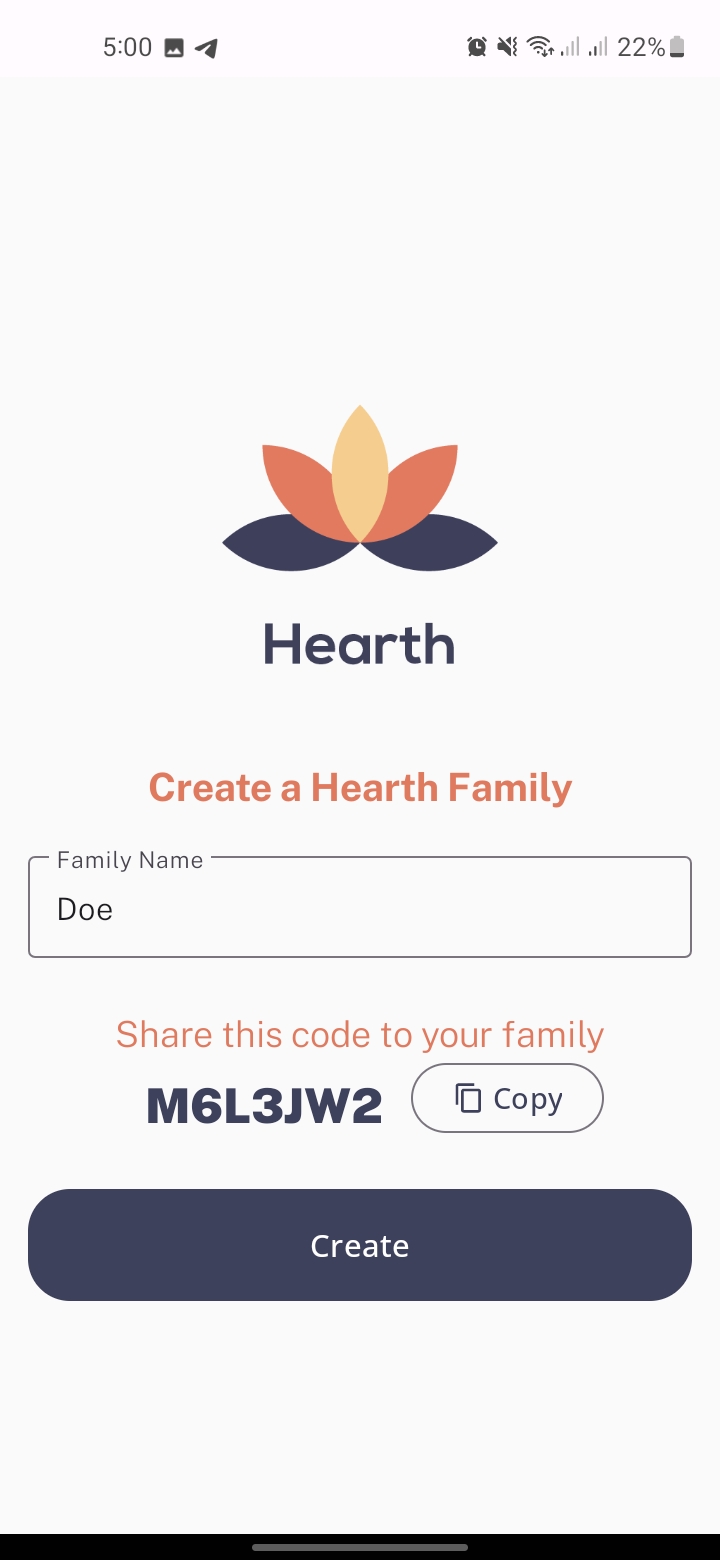 5:00 22%
Hearth
Create a Hearth Family
Family Name
Doe
Share this code to your family
M6L3JW2 Copy
Create